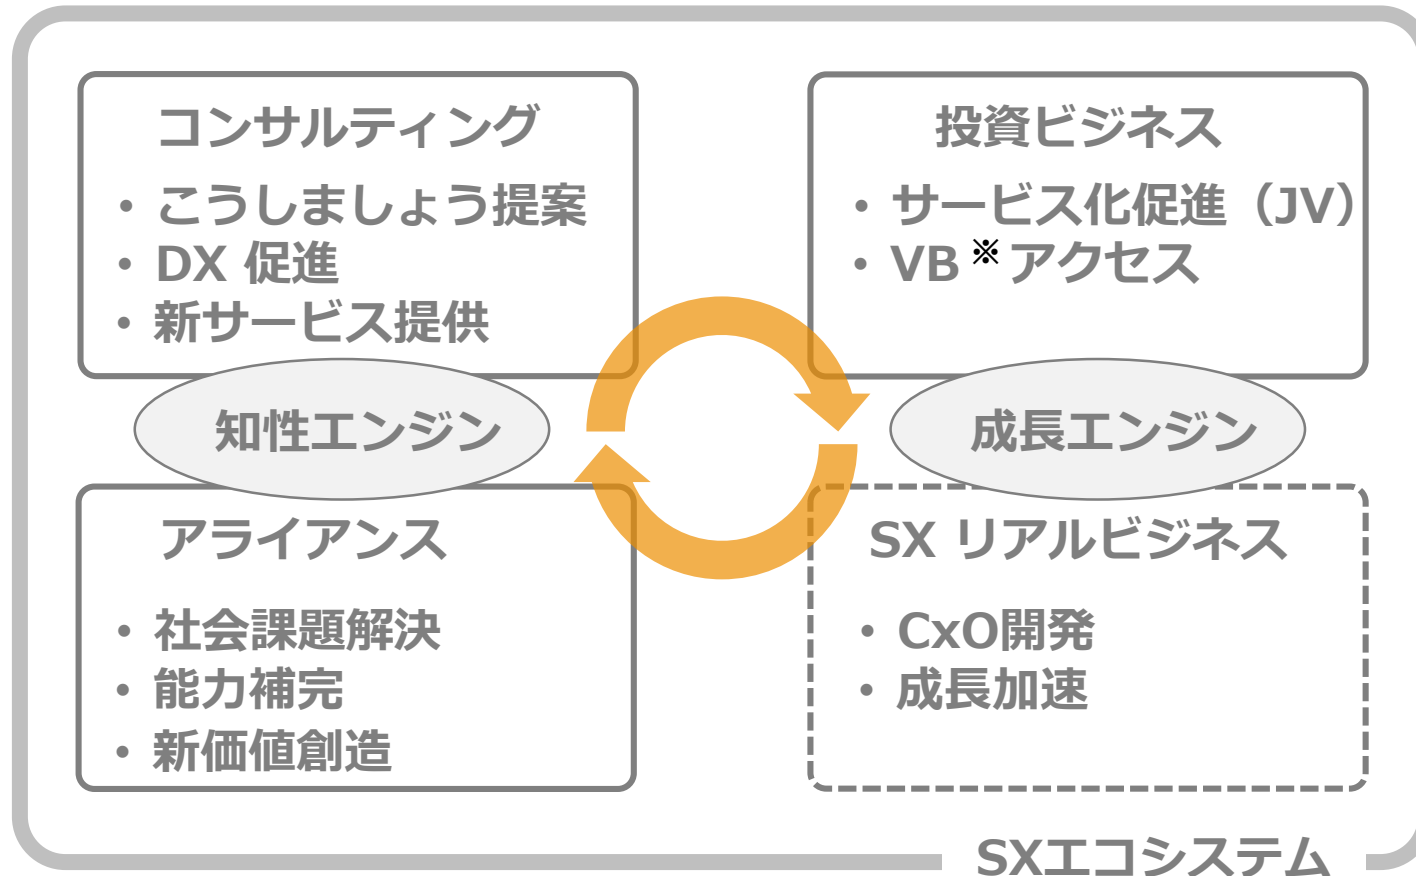 コンサルティング
・こうしましょう提案
・DX 促進
・新サービス提供
知性エンジン
アライアンス
・社会課題解決
・能力補完
・新価値創造
投資ビジネス
・サービス化促進（JV）
・VB※アクセス
成長エンジン
SX リアルビジネス
・CxO開発
・成長加速
SXエコシステム